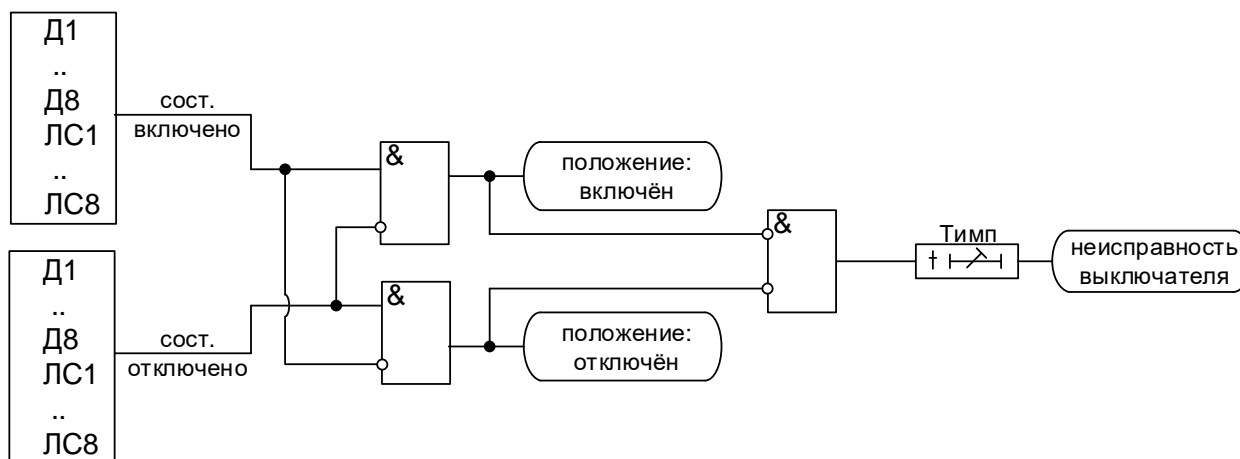 Д1
..
Д8
ЛС1
..
ЛС8
сост.
включено
&
положение:
включён
&
Тимп
неисправность
выключателя
Д1
..
Д8
ЛС1
..
ЛС8
сост.
отключено
&
положение:
отключён